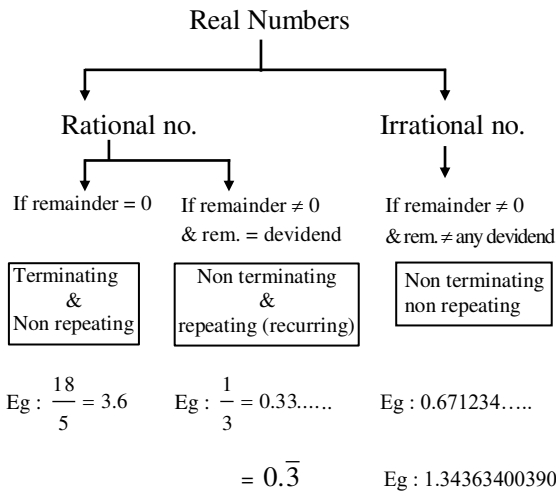 Real Numbers
Rational no.
Irrational no.
If remainder = 0
If remainder ≠ 0
& rem. = devidend
If remainder ≠ 0
& rem. ≠ any devidend
Terminating
&
Non repeating
Non terminating
&
repeating (recurring)
Non terminating
non repeating
Eg : 18/5 = 3.6
Eg : 1/3 = 0.33......
= 0.3̅
Eg : 0.671234.....
Eg : 1.34363400390